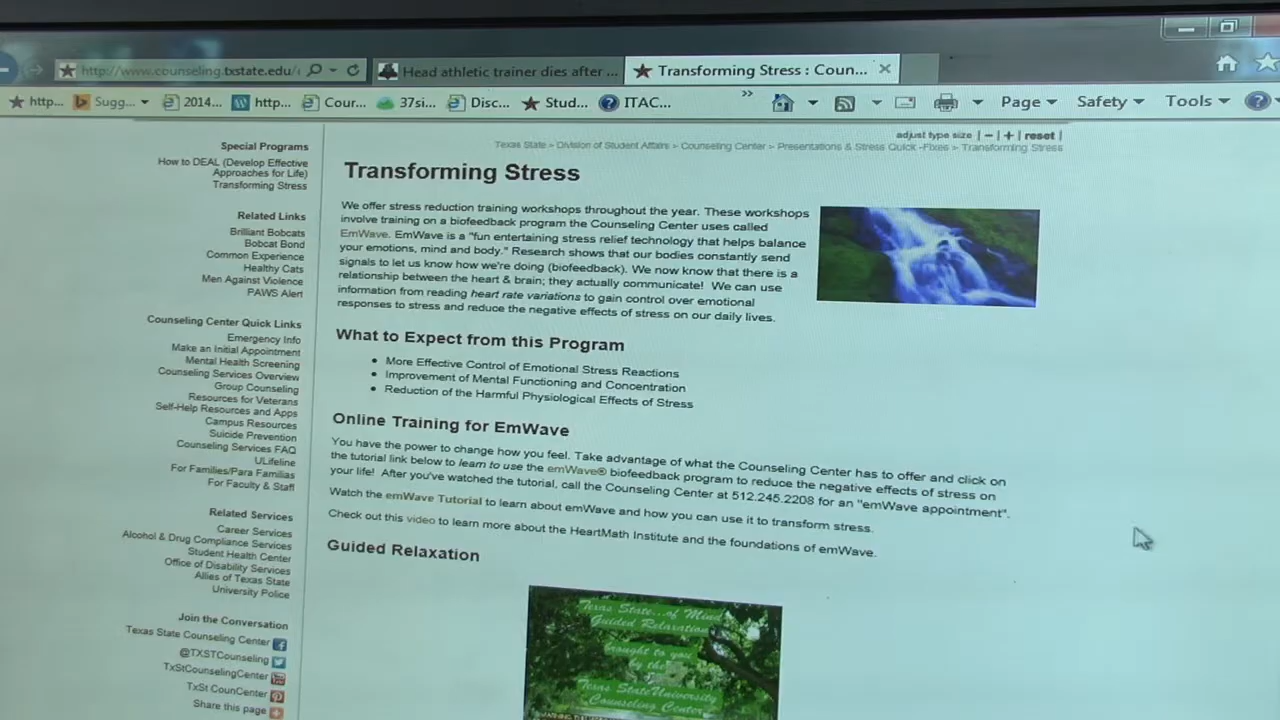 http://www.counseling.txstate.edu/
Head athletic trainer dies after ...
Transforming Stress : Coun...
http...
Sugg...
2014...
http...
Cour...
37si...
Disc...
Stud...
ITAC...
Page
Safety
Tools
adjust type size | − | + | reset |
Texas State > Division of Student Affairs > Counseling Center > Presentations & Stress Quick -Fixes > Transforming Stress
Special Programs
How to DEAL (Develop Effective
Approaches for Life)
Transforming Stress
Related Links
Brilliant Bobcats
Bobcat Bond
Common Experience
Healthy Cats
Men Against Violence
PAWS Alert
Counseling Center Quick Links
Emergency Info
Make an Initial Appointment
Mental Health Screening
Counseling Services Overview
Group Counseling
Resources for Veterans
Self-Help Resources and Apps
Campus Resources
Suicide Prevention
Counseling Services FAQ
ULifeline
For Families/Para Familias
For Faculty & Staff
Related Services
Career Services
Alcohol & Drug Compliance Services
Student Health Center
Office of Disability Services
Allies of Texas State
University Police
Join the Conversation
Texas State Counseling Center
@TXSTCounseling
TxStCounselingCenter
TxSt CounCenter
Share this page
Transforming Stress
We offer stress reduction training workshops throughout the year. These workshops
involve training on a biofeedback program the Counseling Center uses called
EmWave. EmWave is a "fun entertaining stress relief technology that helps balance
your emotions, mind and body." Research shows that our bodies constantly send
signals to let us know how we're doing (biofeedback). We now know that there is a
relationship between the heart & brain; they actually communicate! We can use
information from reading heart rate variations to gain control over emotional
responses to stress and reduce the negative effects of stress on our daily lives.
What to Expect from this Program
• More Effective Control of Emotional Stress Reactions
• Improvement of Mental Functioning and Concentration
• Reduction of the Harmful Physiological Effects of Stress
Online Training for EmWave
You have the power to change how you feel. Take advantage of what the Counseling Center has to offer and click on
the tutorial link below to learn to use the emWave® biofeedback program to reduce the negative effects of stress on
your life! After you've watched the tutorial, call the Counseling Center at 512.245.2208 for an "emWave appointment".
Watch the emWave Tutorial to learn about emWave and how you can use it to transform stress.
Check out this video to learn more about the HeartMath Institute and the foundations of emWave.
Guided Relaxation
Texas State...of Mind
Guided Relaxation
brought to you
by the
Texas State University
Counseling Center